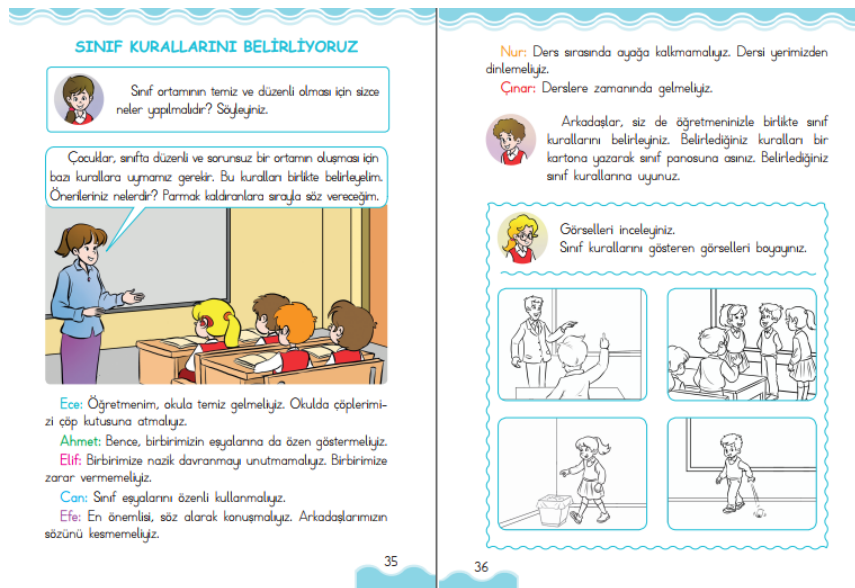 SINIF KURALLARINI BELİRLİYORUZ
Sınıf ortamının temiz ve düzenli olması için sizce
neler yapılmalıdır? Söyleyiniz.
Çocuklar, sınıfta düzenli ve sorunsuz bir ortamın oluşması için
bazı kurallara uymamız gerekir. Bu kuralları birlikte belirleyelim.
Önerileriniz nelerdir? Parmak kaldıranlara sırayla söz vereceğim.
Ece: Öğretmenim, okula temiz gelmeliyiz. Okulda çöplerimi-
zi çöp kutusuna atmalıyız.
Ahmet: Bence, birbirimizin eşyalarına da özen göstermeliyiz.
Elif: Birbirimize nazik davranmayı unutmamalıyız. Birbirimize
zarar vermemeliyiz.
Can: Sınıf eşyalarını özenli kullanmalıyız.
Efe: En önemlisi, söz alarak konuşmalıyız. Arkadaşlarımızın
sözünü kesmemeliyiz.
35
Nur: Ders sırasında ayağa kalkmamalıyız. Dersi yerimizden
dinlemeliyiz.
Çınar: Derslere zamanında gelmeliyiz.
Arkadaşlar, siz de öğretmeninizle birlikte sınıf
kurallarını belirleyiniz. Belirlediğiniz kuralları bir
kartona yazarak sınıf panosuna asınız. Belirlediğiniz
sınıf kurallarına uyunuz.
Görselleri inceleyiniz.
Sınıf kurallarını gösteren görselleri boyayınız.
36